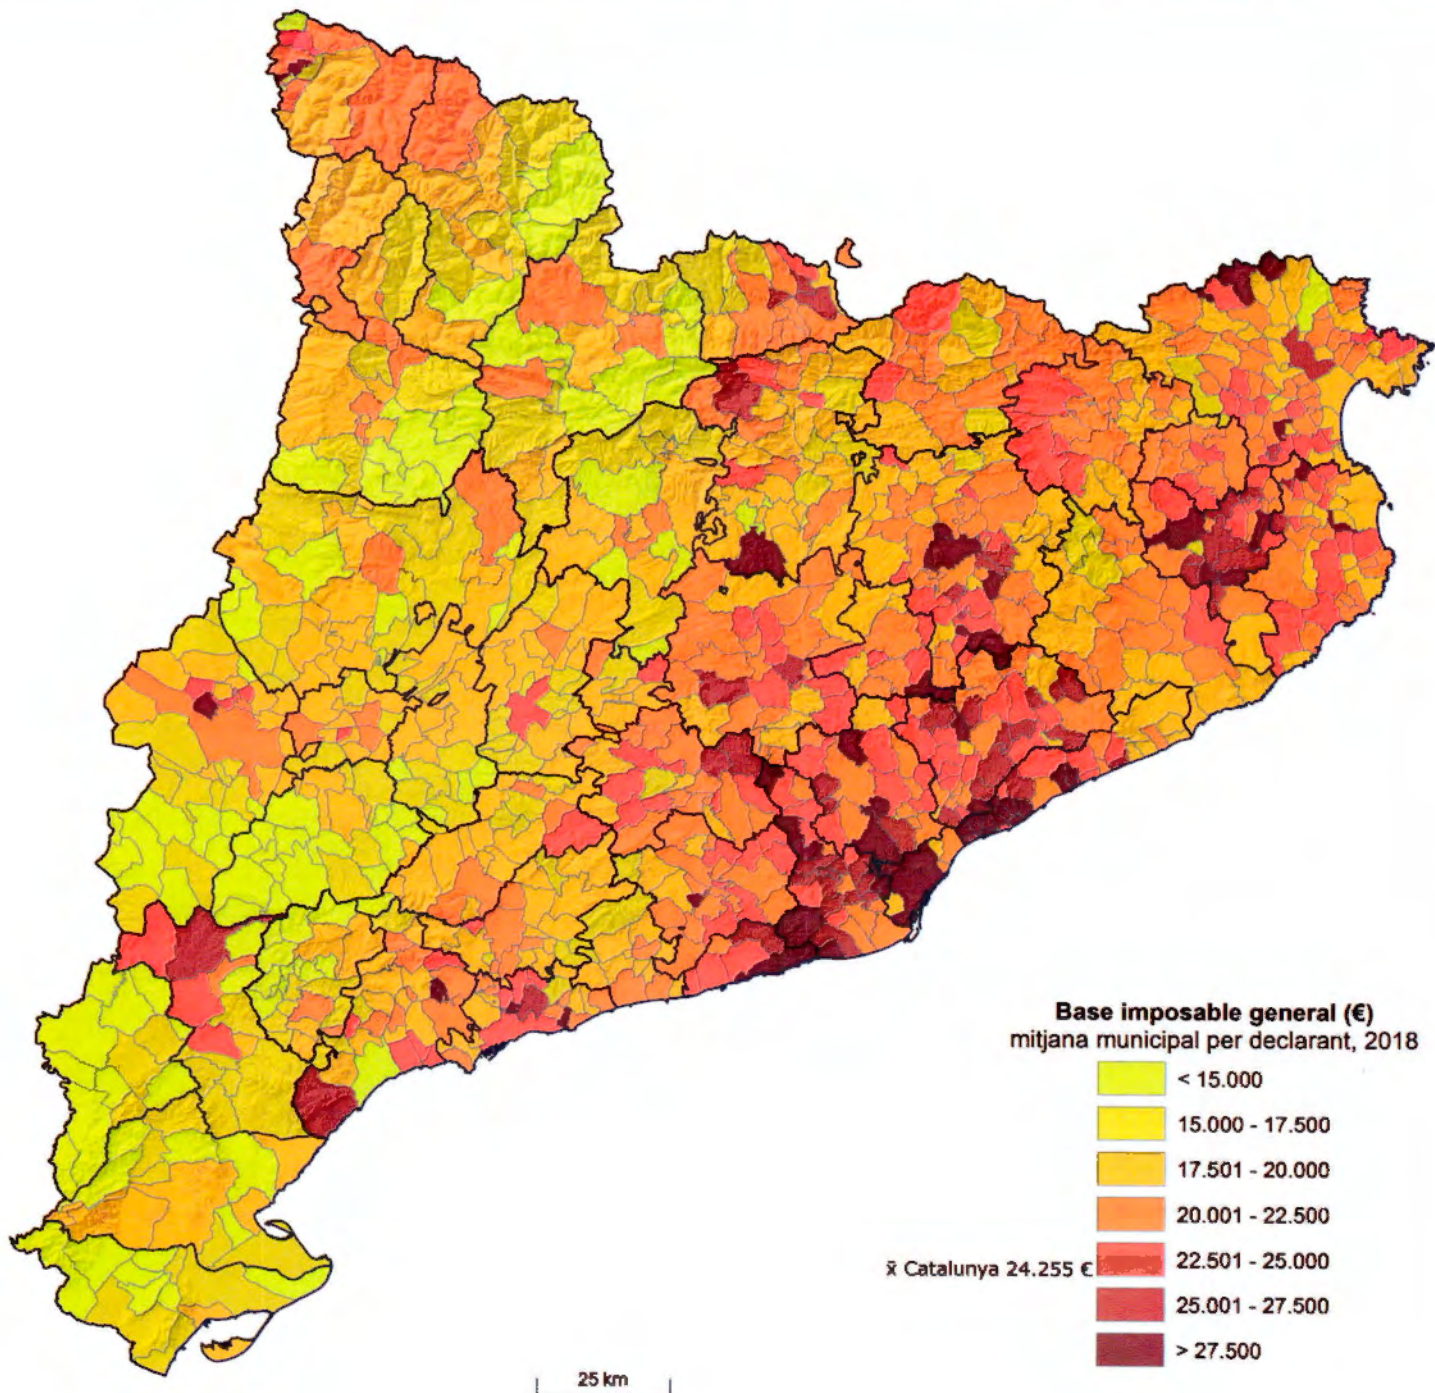 Base imposable general (€)
mitjana municipal per declarant, 2018
< 15.000
15.000 - 17.500
17.501 - 20.000
20.001 - 22.500
x̄ Catalunya 24.255 €
22.501 - 25.000
25.001 - 27.500
> 27.500
25 km